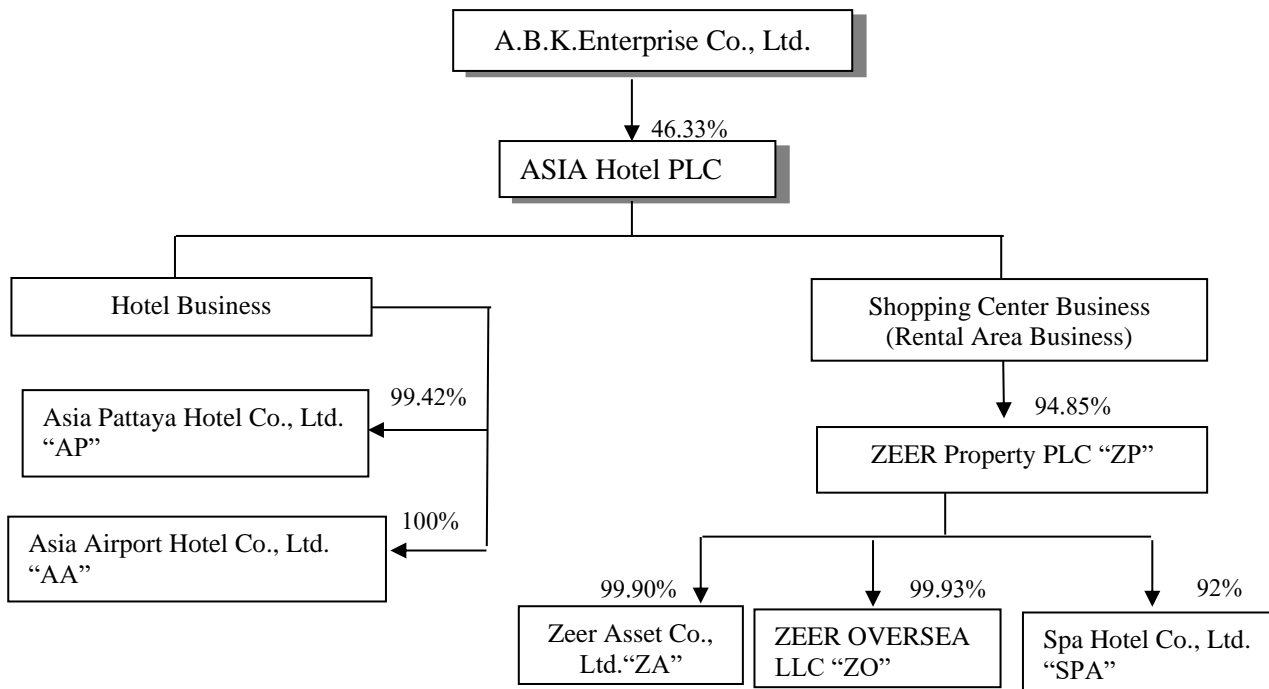 A.B.K.Enterprise Co., Ltd.
46.33%
ASIA Hotel PLC
Hotel Business
Shopping Center Business
(Rental Area Business)
99.42%
Asia Pattaya Hotel Co., Ltd.
“AP”
94.85%
ZEER Property PLC “ZP”
100%
Asia Airport Hotel Co., Ltd.
“AA”
99.90%
99.93%
92%
Zeer Asset Co.,
Ltd.“ZA”
ZEER OVERSEA
LLC “ZO”
Spa Hotel Co., Ltd.
“SPA”